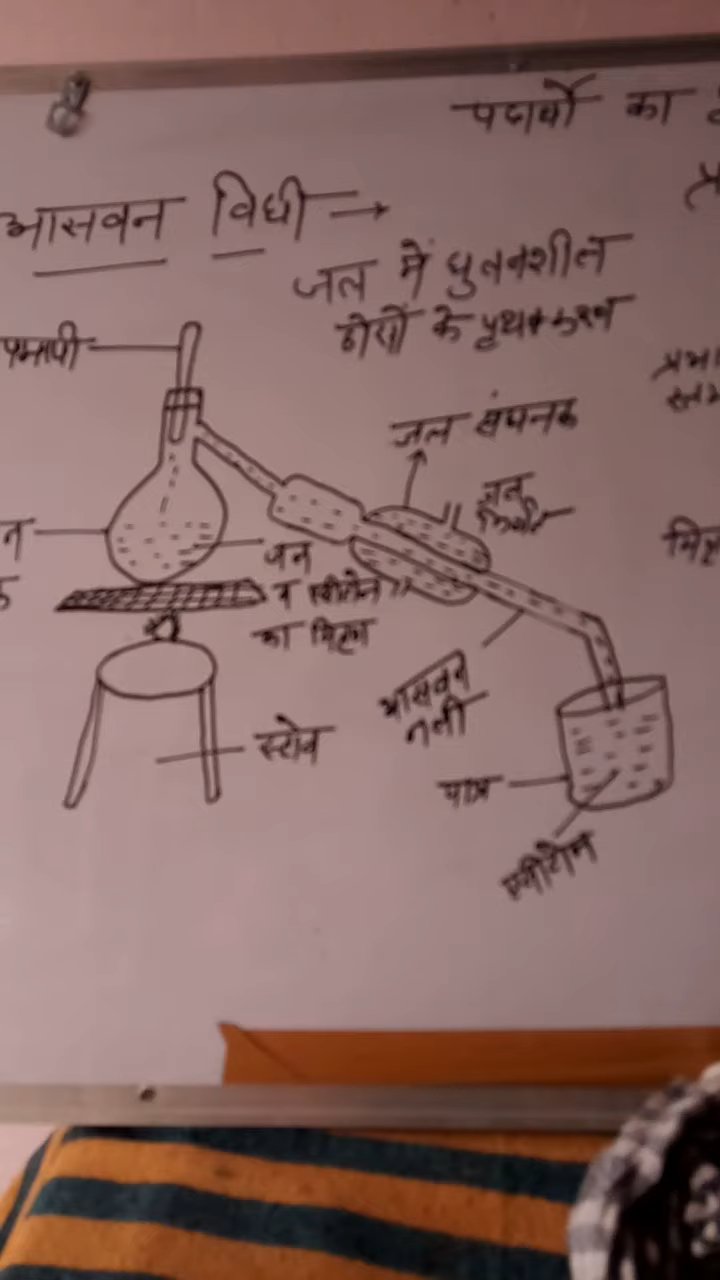 पदार्थो का
आसवन विधी →
जल में घुलनशील
ठोसों के पृथक्करण
जल संघनक
जल
जल
व एसीटोन
का मिश्रण
आसवन
नली
स्टोव
पात्र
एसीटोन